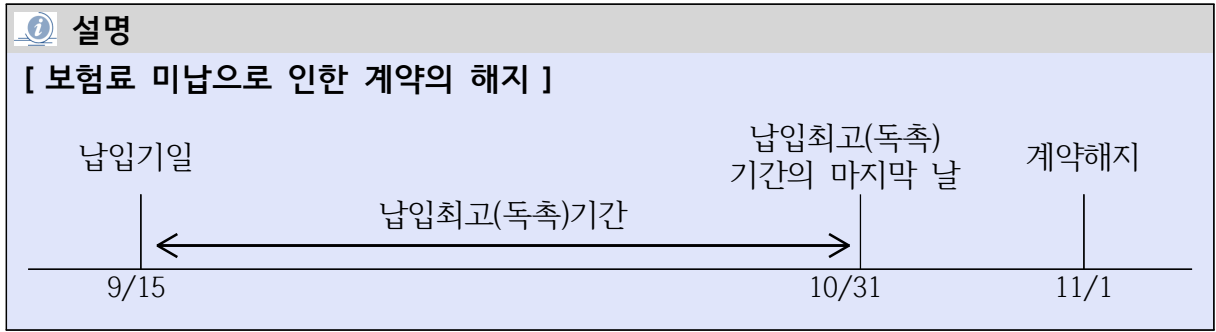 설명
[ 보험료 미납으로 인한 계약의 해지 ]
납입기일
납입최고(독촉)
기간의 마지막 날
계약해지
납입최고(독촉)기간
9/15
10/31
11/1